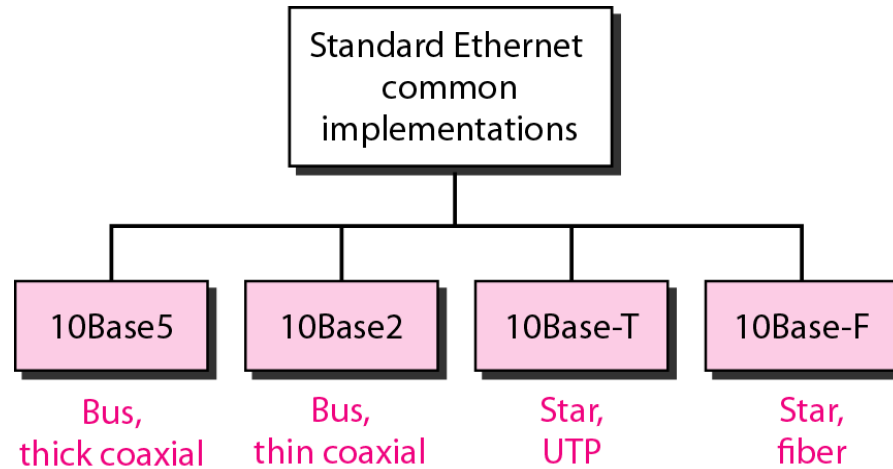 Standard Ethernet
common
implementations
10Base5
10Base2
10Base-T
10Base-F
Bus,
thick coaxial
Bus,
thin coaxial
Star,
UTP
Star,
fiber